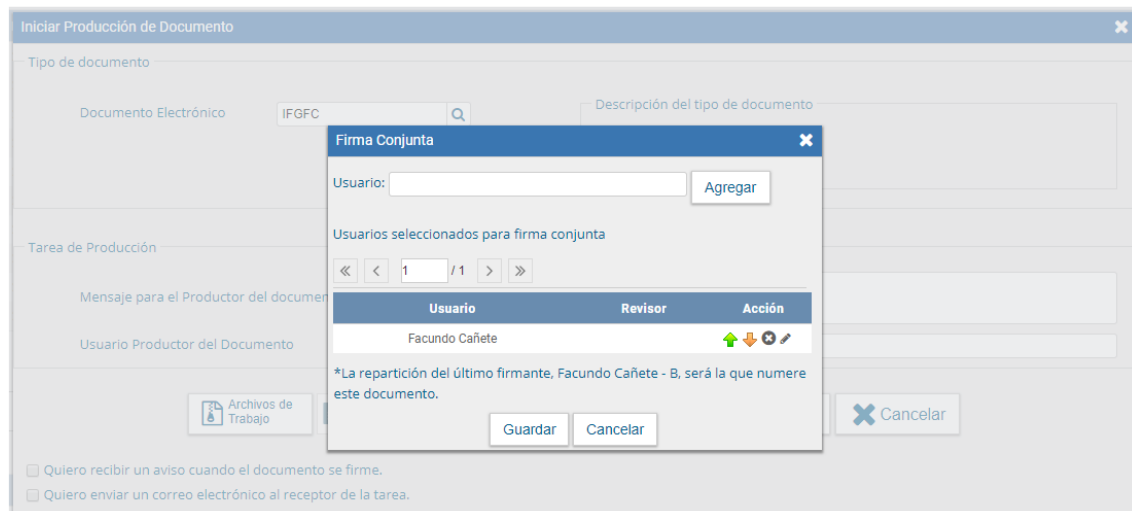 Iniciar Producción de Documento
Tipo de documento
Documento Electrónico
IFGFC
Descripción del tipo de documento
Firma Conjunta
Usuario:
Agregar
Usuarios seleccionados para firma conjunta
1 / 1
Usuario Revisor Acción
Facundo Cañete
*La repartición del último firmante, Facundo Cañete - B, será la que numere
este documento.
Guardar Cancelar
Tarea de Producción
Mensaje para el Productor del documen
Usuario Productor del Documento
Archivos de
Trabajo
Cancelar
Quiero recibir un aviso cuando el documento se firme.
Quiero enviar un correo electrónico al receptor de la tarea.